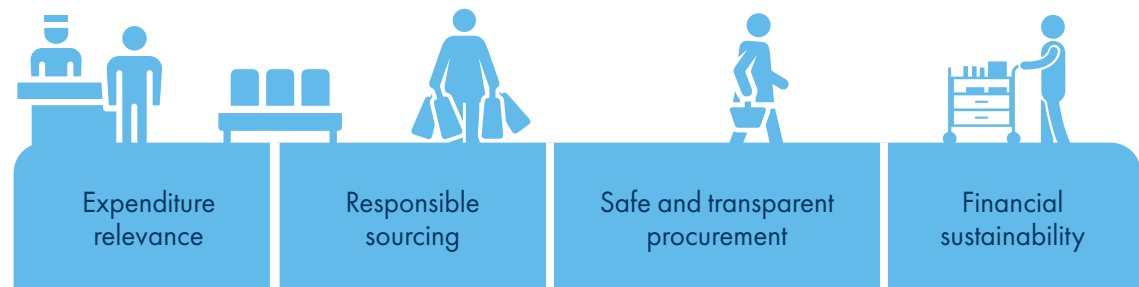 Expenditure
relevance
Responsible
sourcing
Safe and transparent
procurement
Financial
sustainability